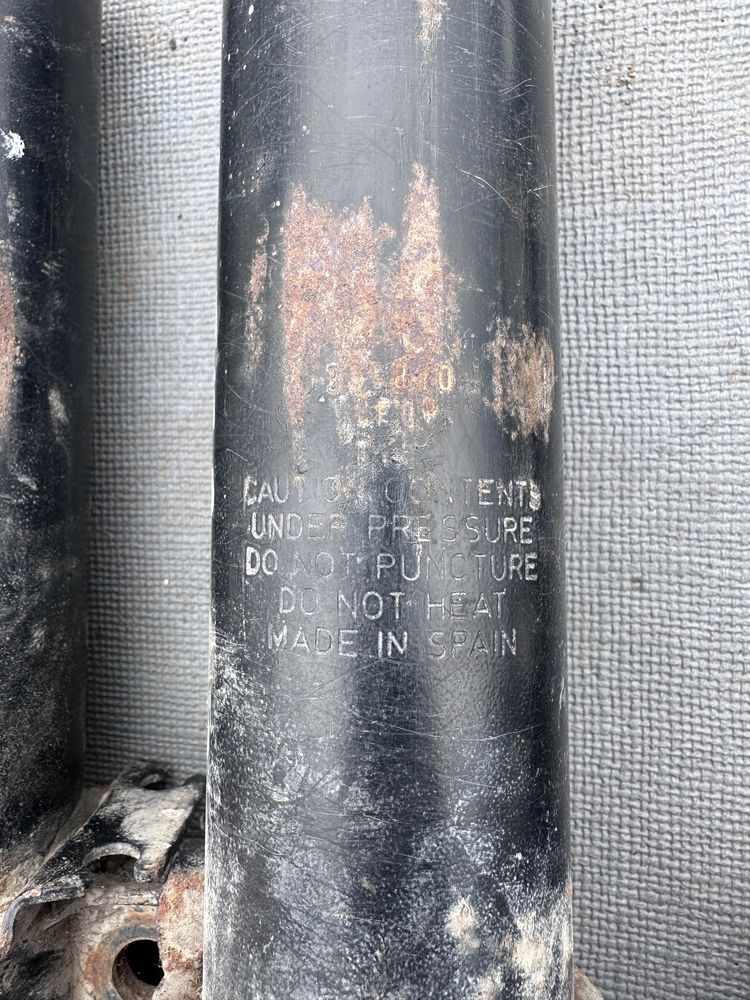 CAUTION CONTENTS
UNDER PRESSURE
DO NOT PUNCTURE
DO NOT HEAT
MADE IN SPAIN